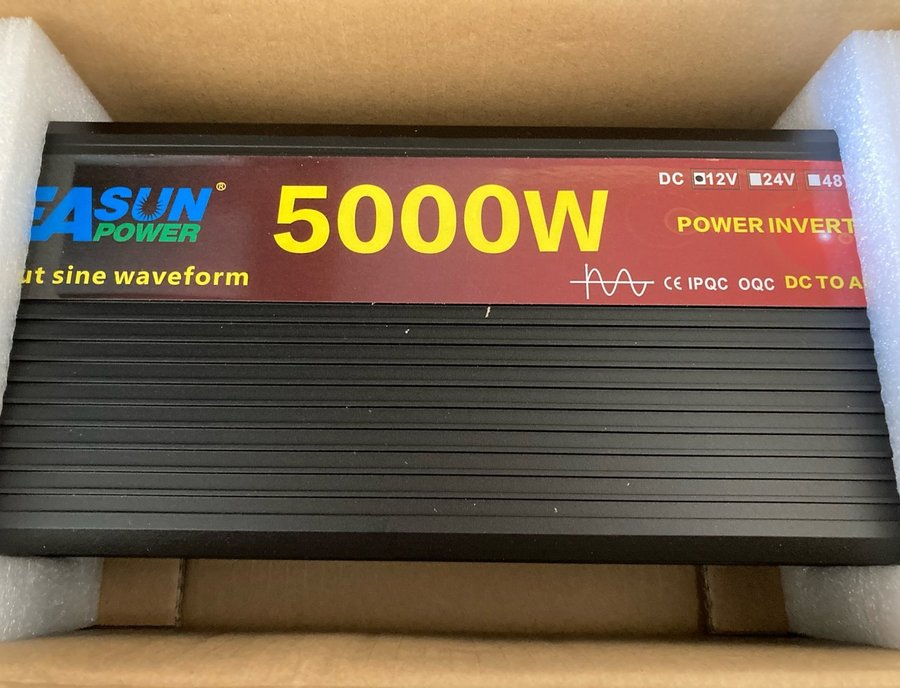 EASUN®
POWER
5000W
DC 12V 24V 48V
POWER INVERT
ut sine waveform
CE IPQC OQC DC TO A